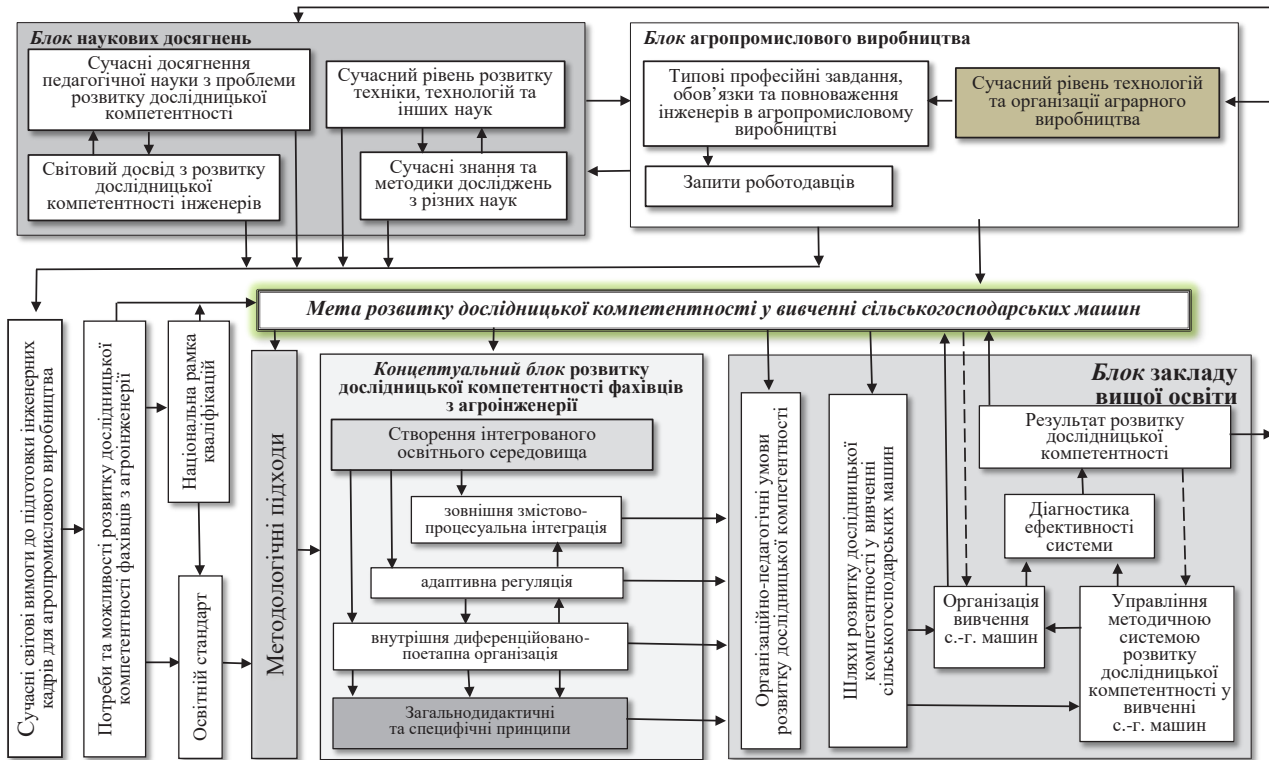 Блок наукових досягнень
Сучасні досягнення
педагогічної науки з проблеми
розвитку дослідницької
компетентності
Світовий досвід з розвитку
дослідницької
компетентності інженерів
Сучасний рівень розвитку
техніки, технологій та
інших наук
Сучасні знання та
методики досліджень
з різних наук
Блок агропромислового виробництва
Типові професійні завдання,
обов’язки та повноваження
інженерів в агропромисловому
виробництві
Запити роботодавців
Сучасний рівень технологій
та організації аграрного
виробництва
Мета розвитку дослідницької компетентності у вивченні сільськогосподарських машин
Сучасні світові вимоги до підготовки інженерних
кадрів для агропромислового виробництва
Потреби та можливості розвитку дослідницької
компетентності фахівців з агроінженерії
Національна рамка
кваліфікацій
Освітній стандарт
Методологічні підходи
Концептуальний блок розвитку
дослідницької компетентності фахівців
з агроінженерії
Створення інтегрованого
освітнього середовища
зовнішня змістово-
процесуальна інтеграція
адаптивна регуляція
внутрішня диференційовано-
поетапна організація
Загальнодидактичні
та специфічні принципи
Організаційно-педагогічні умови
розвитку дослідницької компетентності
Шляхи розвитку дослідницької
компетентності у вивченні
сільськогосподарських машин
Блок закладу
вищої освіти
Результат розвитку
дослідницької
компетентності
Діагностика
ефективності
системи
Організація
вивчення
с.-г. машин
Управління
методичною
системою
розвитку
дослідницької
компетентності у
вивченні
с.-г. машин